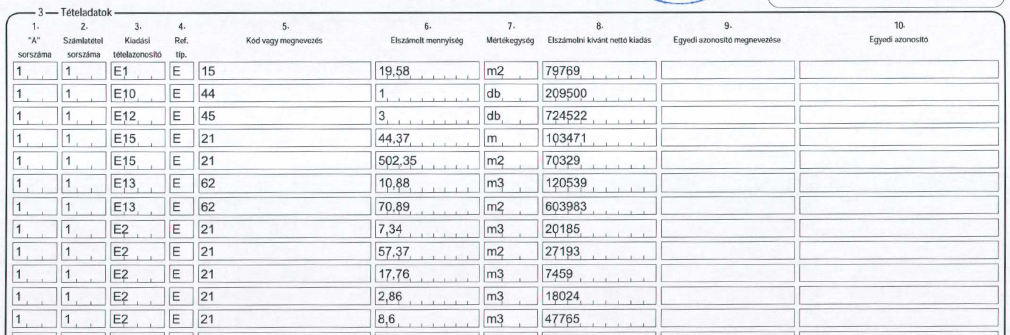 3 — Tételadatok
1. 2. 3. 4. 5. 6. 7. 8. 9. 10.
"A" Számlatétel Kiadási Ref. Kód vagy megnevezés Elszámolt mennyiség Mértékegység Elszámolni kívánt nettó kiadás Egyedi azonosító megnevezése Egyedi azonosító
sorszáma sorszáma tételazonosító típ.
1 1 E1 E 15 19,58 m2 79769
1 1 E10 E 44 1 db 209500
1 1 E12 E 45 3 db 724522
1 1 E15 E 21 44,37 m 103471
1 1 E15 E 21 502,35 m2 70329
1 1 E13 E 62 10,88 m3 120539
1 1 E13 E 62 70,89 m2 603983
1 1 E2 E 21 7,34 m3 20185
1 1 E2 E 21 57,37 m2 27193
1 1 E2 E 21 17,76 m3 7459
1 1 E2 E 21 2,86 m3 18024
1 1 E2 E 21 8,6 m3 47765